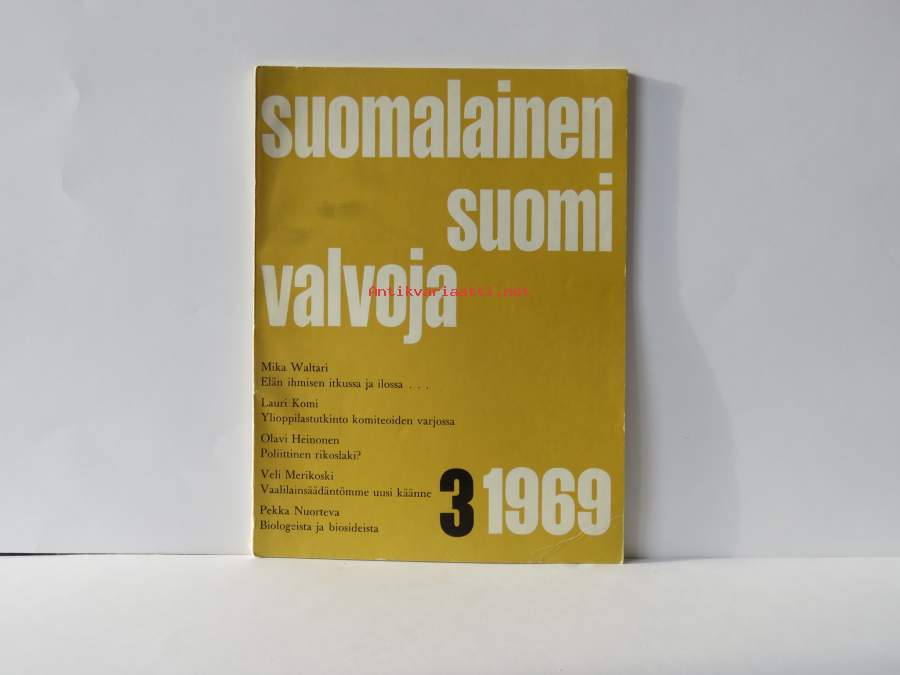 suomalainen
suomi
valvoja
Antikvariaatti.net
Mika Waltari
Elän ihmisen itkussa ja ilossa . . .
Lauri Komi
Ylioppilastutkinto komiteoiden varjossa
Olavi Heinonen
Poliittinen rikoslaki?
Veli Merikoski
Vaalilainsäädäntömme uusi käänne
Pekka Nuorteva
Biologeista ja biosideista
3 1969